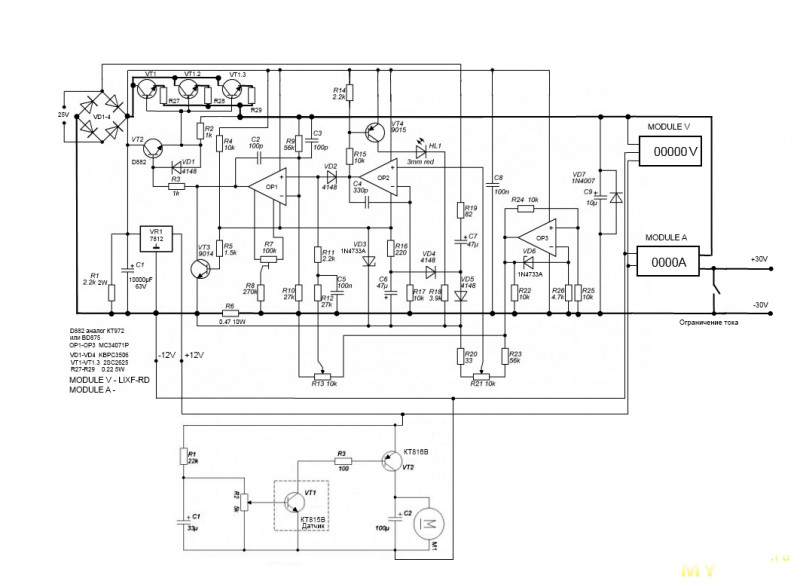 VT1
VT1.2
VT1.3
R27
R28
R29
25V
VD1-4
VT2
D882
VD1
4148
R2
1k
R3
1k
R4
10k
C2
100p
R9
56k
C3
100p
R14
2.2k
VT4
9015
HL1
3mm red
R15
10k
VD2
4148
C4
330p
OP1
OP2
C8
100n
R19
82
C7
47µ
R24 10k
OP3
VD7
1N4007
C9
10µ
MODULE V
00000 V
MODULE A
0000A
+30V
-30V
Ограничение тока
VR1
7812
R1
2.2k 2W
C1
10000pF
63V
VT3
9014
R5
1.5k
R7
100k
R8
270k
R10
27k
R11
2.2k
R12
27k
C5
100n
VD3
1N4733A
R16
220
C6
47µ
VD4
4148
R17
10k
R18
3.9k
VD5
4148
VD6
1N4733A
R22
10k
R26
4.7k
R25
10k
R6
0.47 10W
R13 10k
R20
33
R21 10k
R23
56k
-12V
+12V
D882 аналог КТ972
или BD875
OP1-OP3 MC34071P
VD1-VD4 KBPC3506
VT1-VT1.3 2SC2625
R27-R29 0.22 5W
MODULE V - LIXF-RD
MODULE A -
R1
22k
R2
5k
C1
33µ
VT1
КТ815В
Датчик
R3
100
КТ816В
VT2
C2
100µ
M
M1
MY
.ru